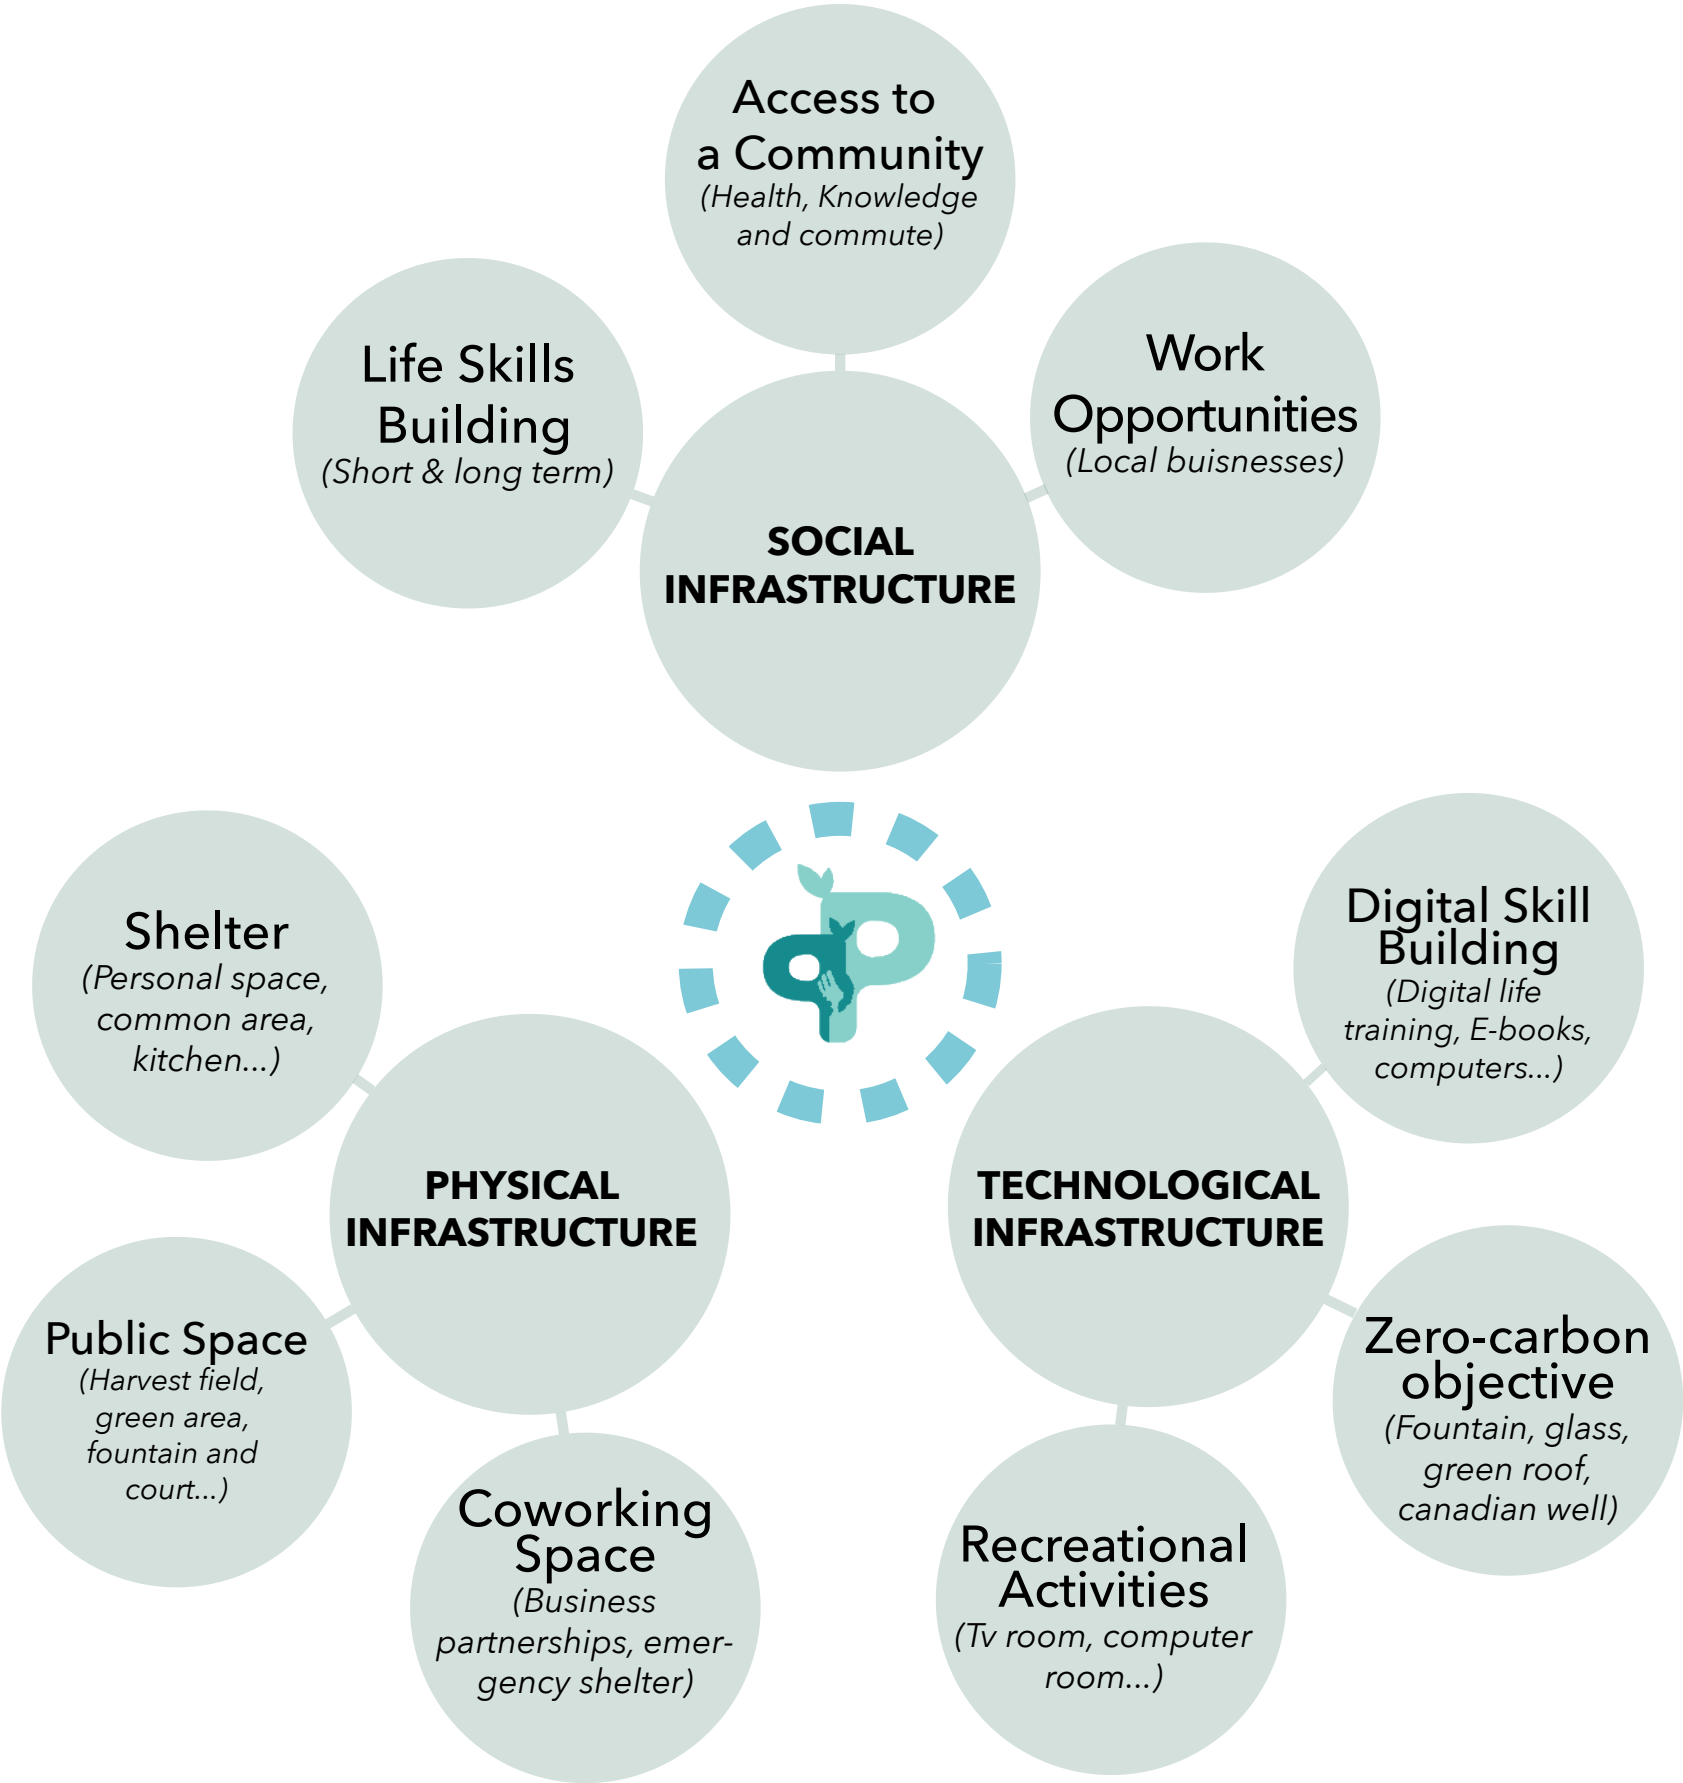 Access to
a Community
(Health, Knowledge
and commute)
Life Skills
Building
(Short & long term)
Work
Opportunities
(Local buisnesses)
SOCIAL
INFRASTRUCTURE
Shelter
(Personal space,
common area,
kitchen...)
Digital Skill
Building
(Digital life
training, E-books,
computers...)
PHYSICAL
INFRASTRUCTURE
TECHNOLOGICAL
INFRASTRUCTURE
Public Space
(Harvest field,
green area,
fountain and
court...)
Zero-carbon
objective
(Fountain, glass,
green roof,
canadian well)
Coworking
Space
(Business
partnerships, emer-
gency shelter)
Recreational
Activities
(Tv room, computer
room...)